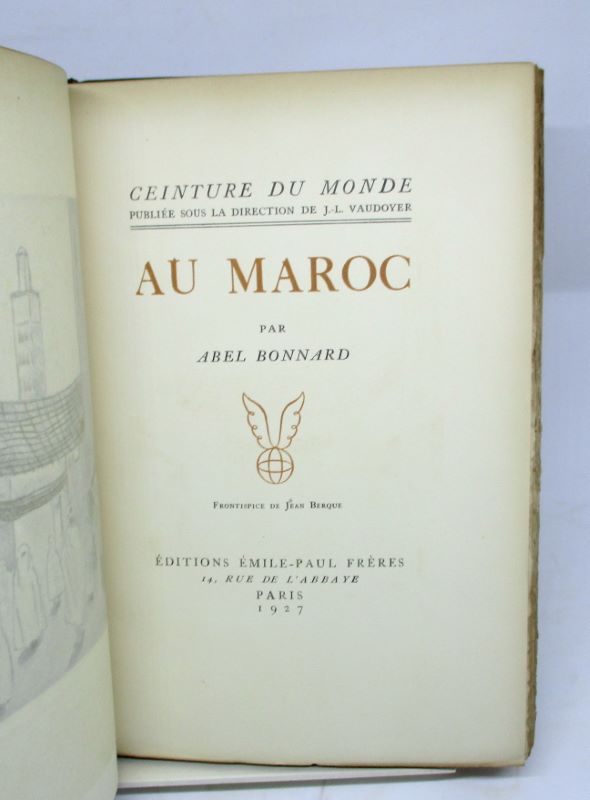 CEINTURE DU MONDE
PUBLIÉE SOUS LA DIRECTION DE J.-L. VAUDOYER
AU MAROC
PAR
ABEL BONNARD
FRONTISPICE DE JEAN BERQUE
ÉDITIONS ÉMILE-PAUL FRÈRES
14, RUE DE L'ABBAYE
PARIS
1927